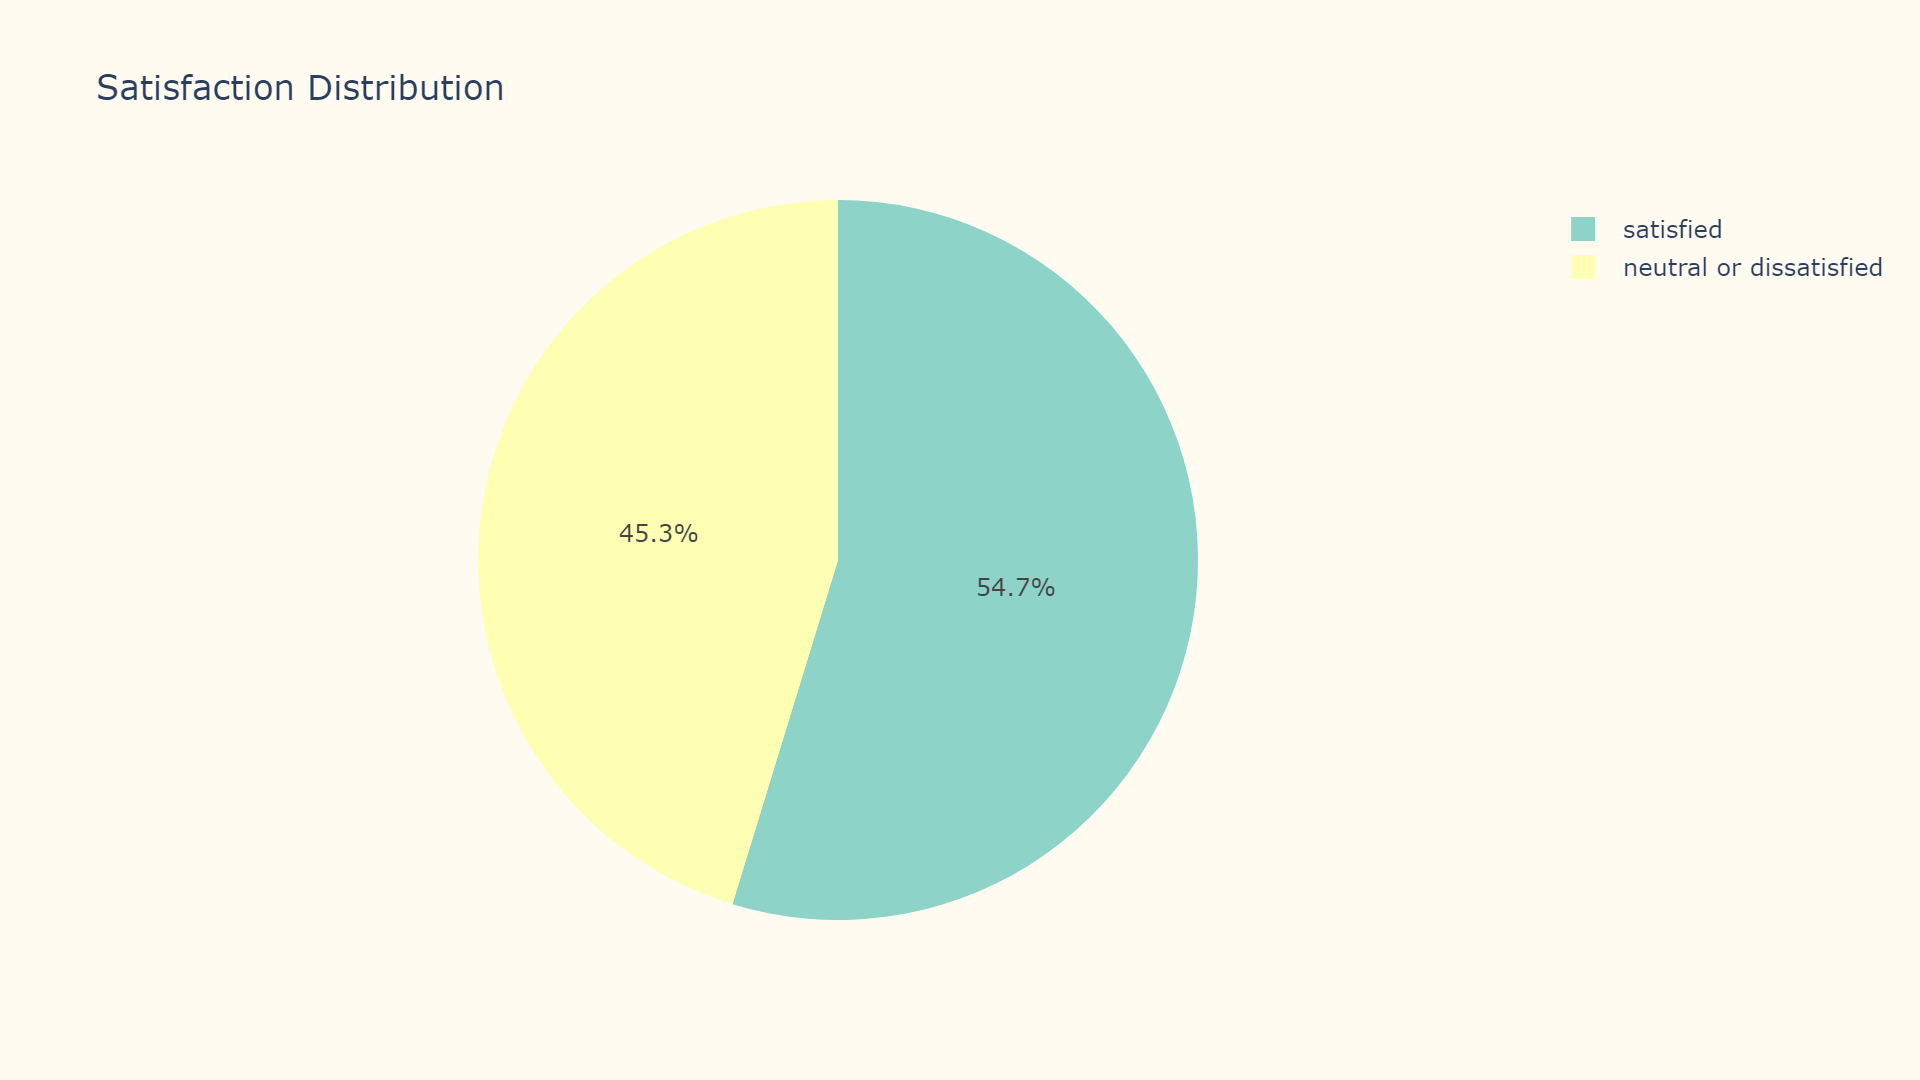 Satisfaction Distribution
satisfied
neutral or dissatisfied
45.3%
54.7%